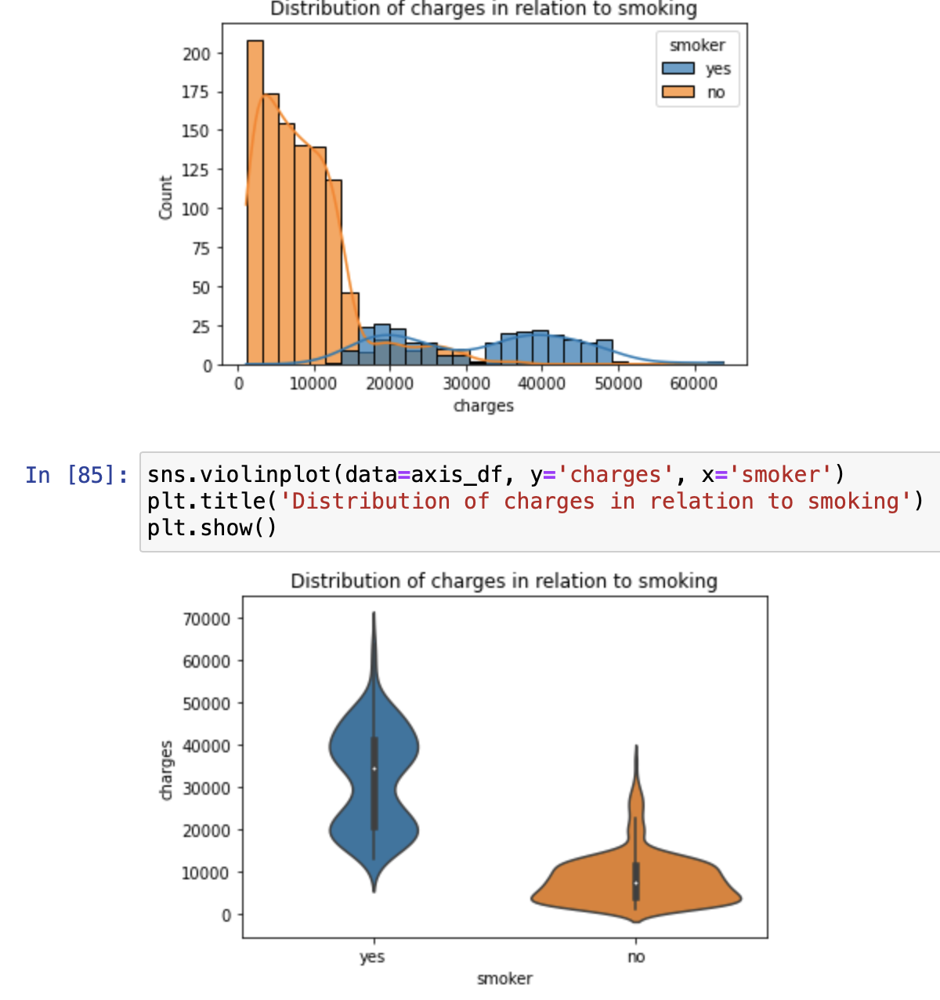 Distribution of charges in relation to smoking
smoker
yes
no
200
175
150
125
100
75
50
25
0
Count
0 10000 20000 30000 40000 50000 60000
charges
In [85]: sns.violinplot(data=axis_df, y='charges', x='smoker')
plt.title('Distribution of charges in relation to smoking')
plt.show()
Distribution of charges in relation to smoking
70000
60000
50000
40000
30000
20000
10000
0
charges
yes no
smoker